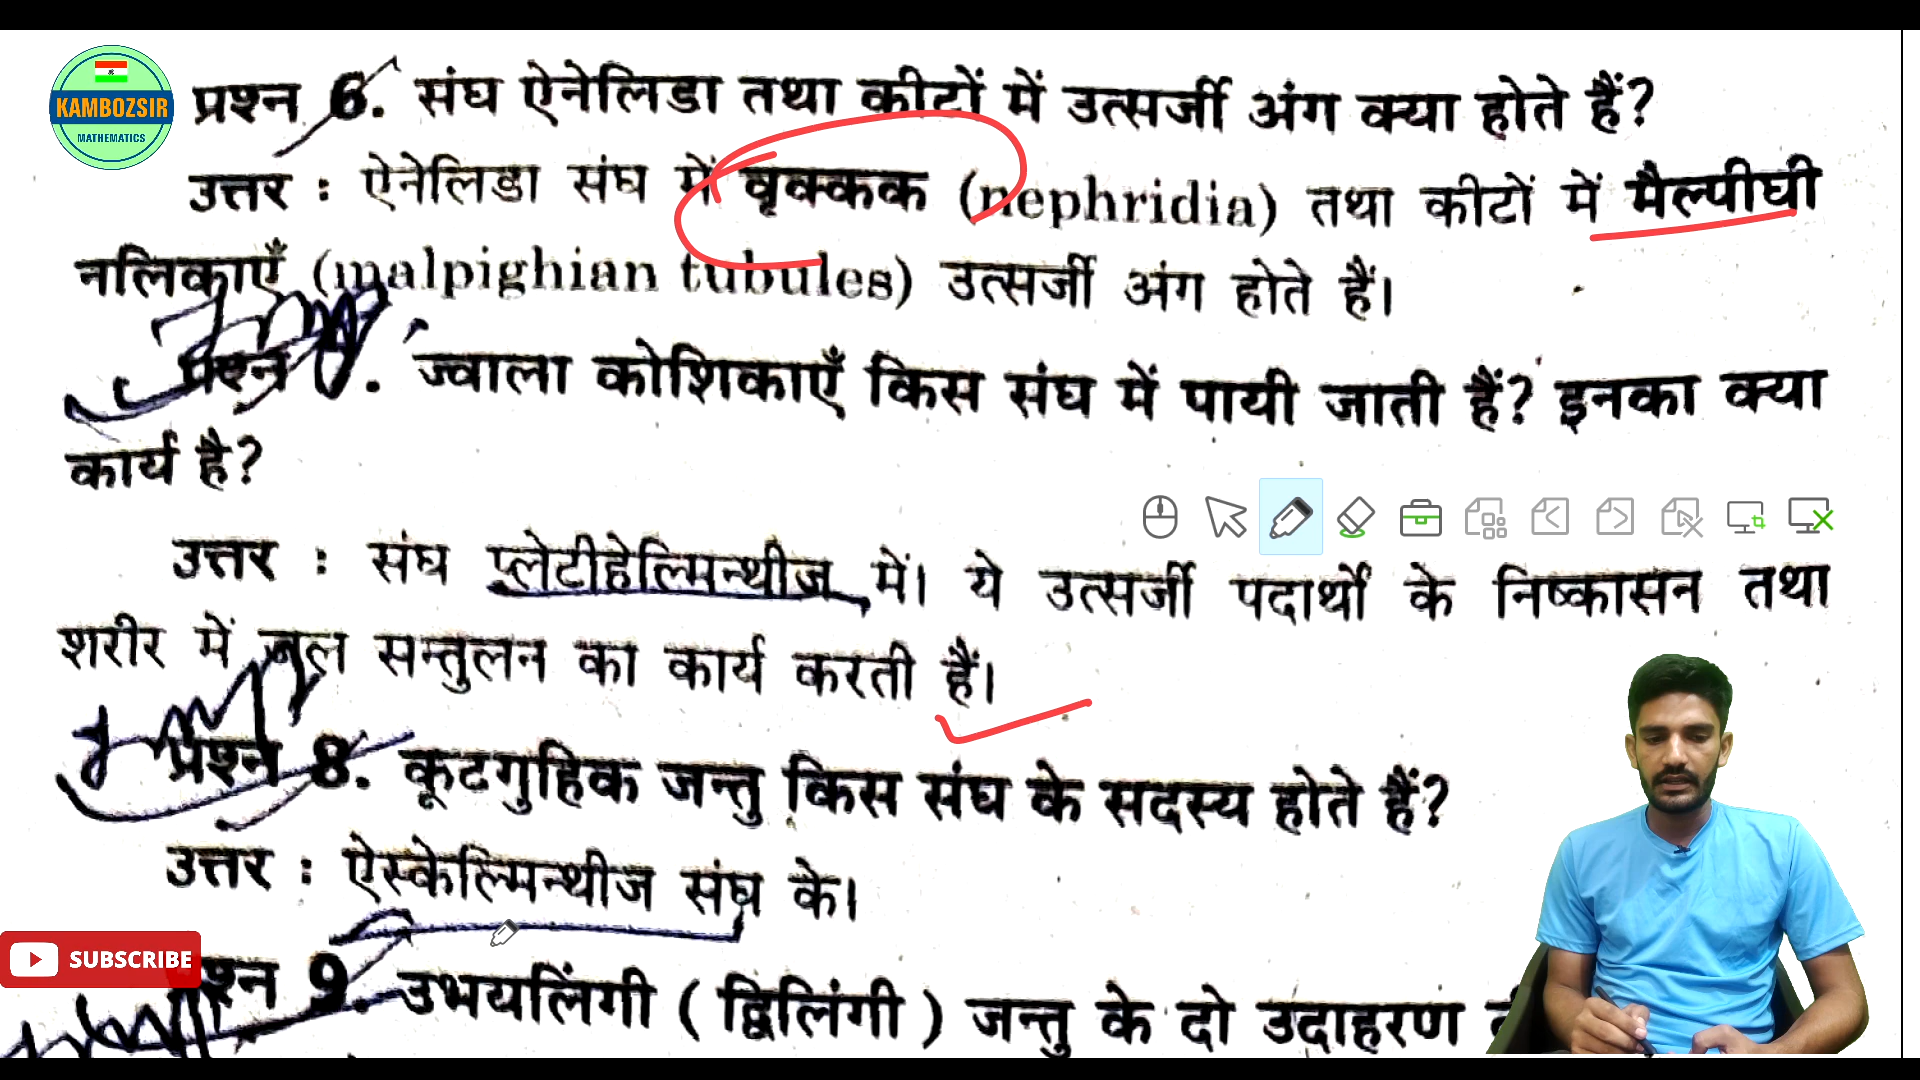 KAMBOZSIR
MATHEMATICS
प्रश्न 6. संघ ऐनेलिडा तथा कीटों में उत्सर्जी अंग क्या होते हैं?
उत्तर : ऐनेलिडा संघ में वृक्कक (nephridia) तथा कीटों में मैल्पीघी
नलिकाएँ (malpighian tubules) उत्सर्जी अंग होते हैं।
प्रश्न 7. ज्वाला कोशिकाएँ किस संघ में पायी जाती हैं? इनका क्या
कार्य है?
उत्तर : संघ प्लेटीहेल्मिन्थीज में। ये उत्सर्जी पदार्थों के निष्कासन तथा
शरीर में जल सन्तुलन का कार्य करती हैं।
प्रश्न 8. कूटगुहिक जन्तु किस संघ के सदस्य होते हैं?
उत्तर : ऐस्केल्मिन्थीज संघ के।
SUBSCRIBE
प्रश्न 9. उभयलिंगी ( द्विलिंगी ) जन्तु के दो उदाहरण